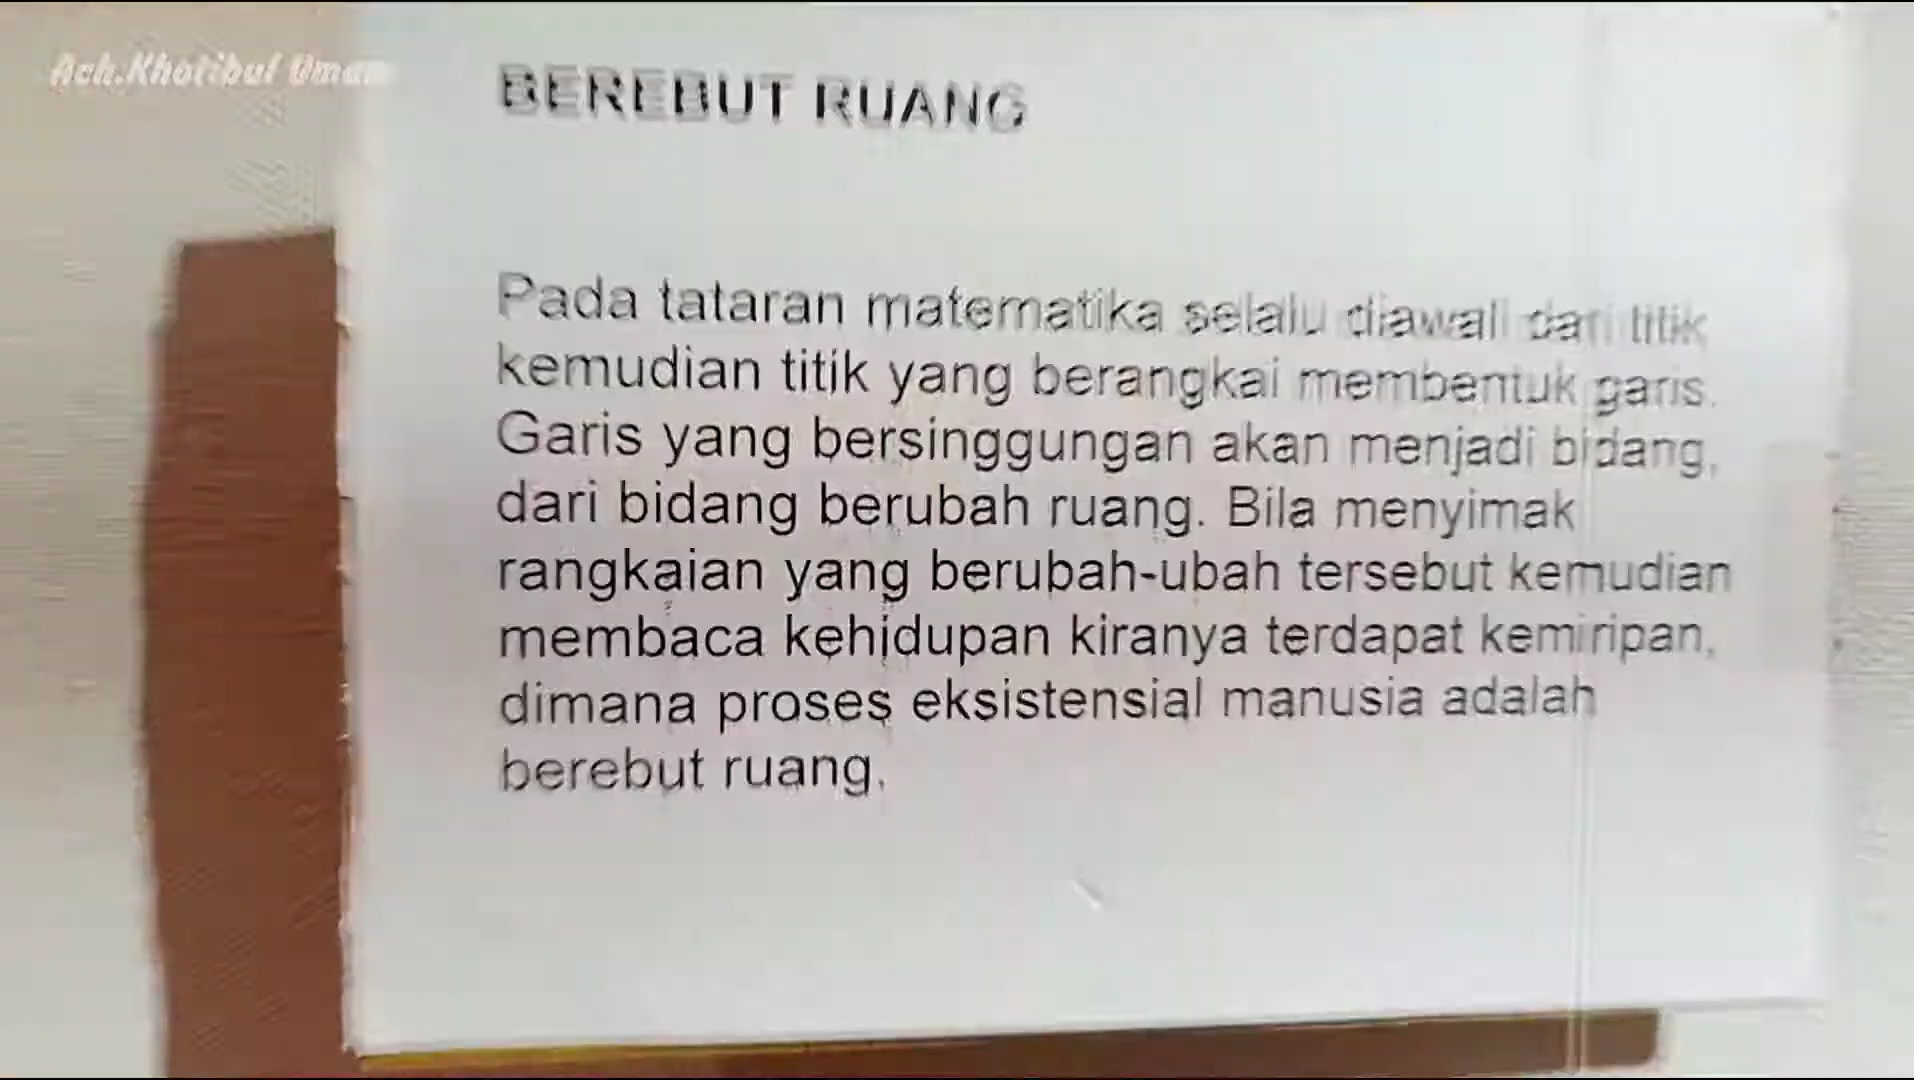 Ach.Khotibul Umam
BEREBUT RUANG
Pada tataran matematika selalu diawali dari titik
kemudian titik yang berangkai membentuk garis.
Garis yang bersinggungan akan menjadi bidang,
dari bidang berubah ruang. Bila menyimak
rangkaian yang berubah-ubah tersebut kemudian
membaca kehidupan kiranya terdapat kemiripan,
dimana proses eksistensial manusia adalah
berebut ruang.